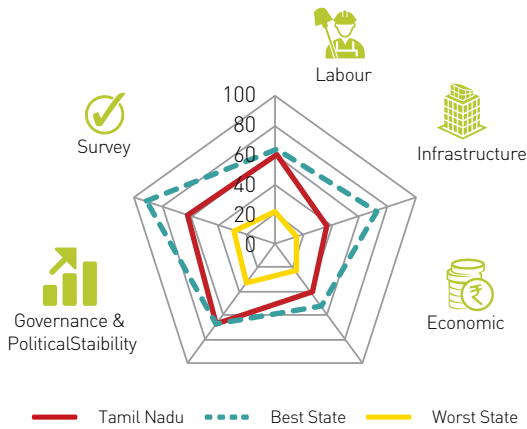 Labour
100
80
60
40
20
0
Survey
Infrastructure
Governance &
PoliticalStaibility
₹
Economic
Tamil Nadu
Best State
Worst State